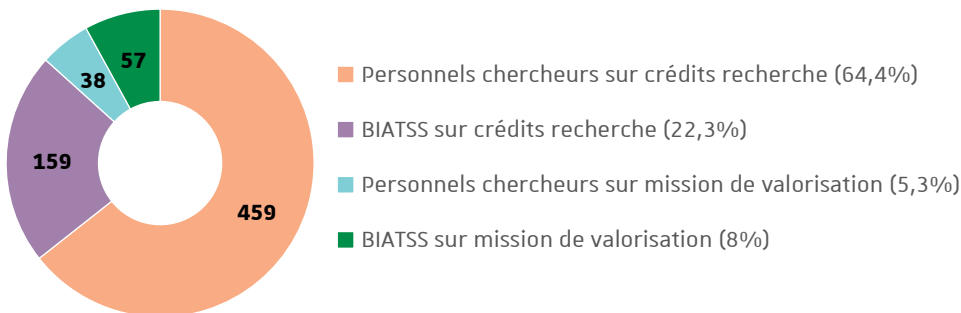 57
38
159
459
Personnels chercheurs sur crédits recherche (64,4%)
BIATSS sur crédits recherche (22,3%)
Personnels chercheurs sur mission de valorisation (5,3%)
BIATSS sur mission de valorisation (8%)